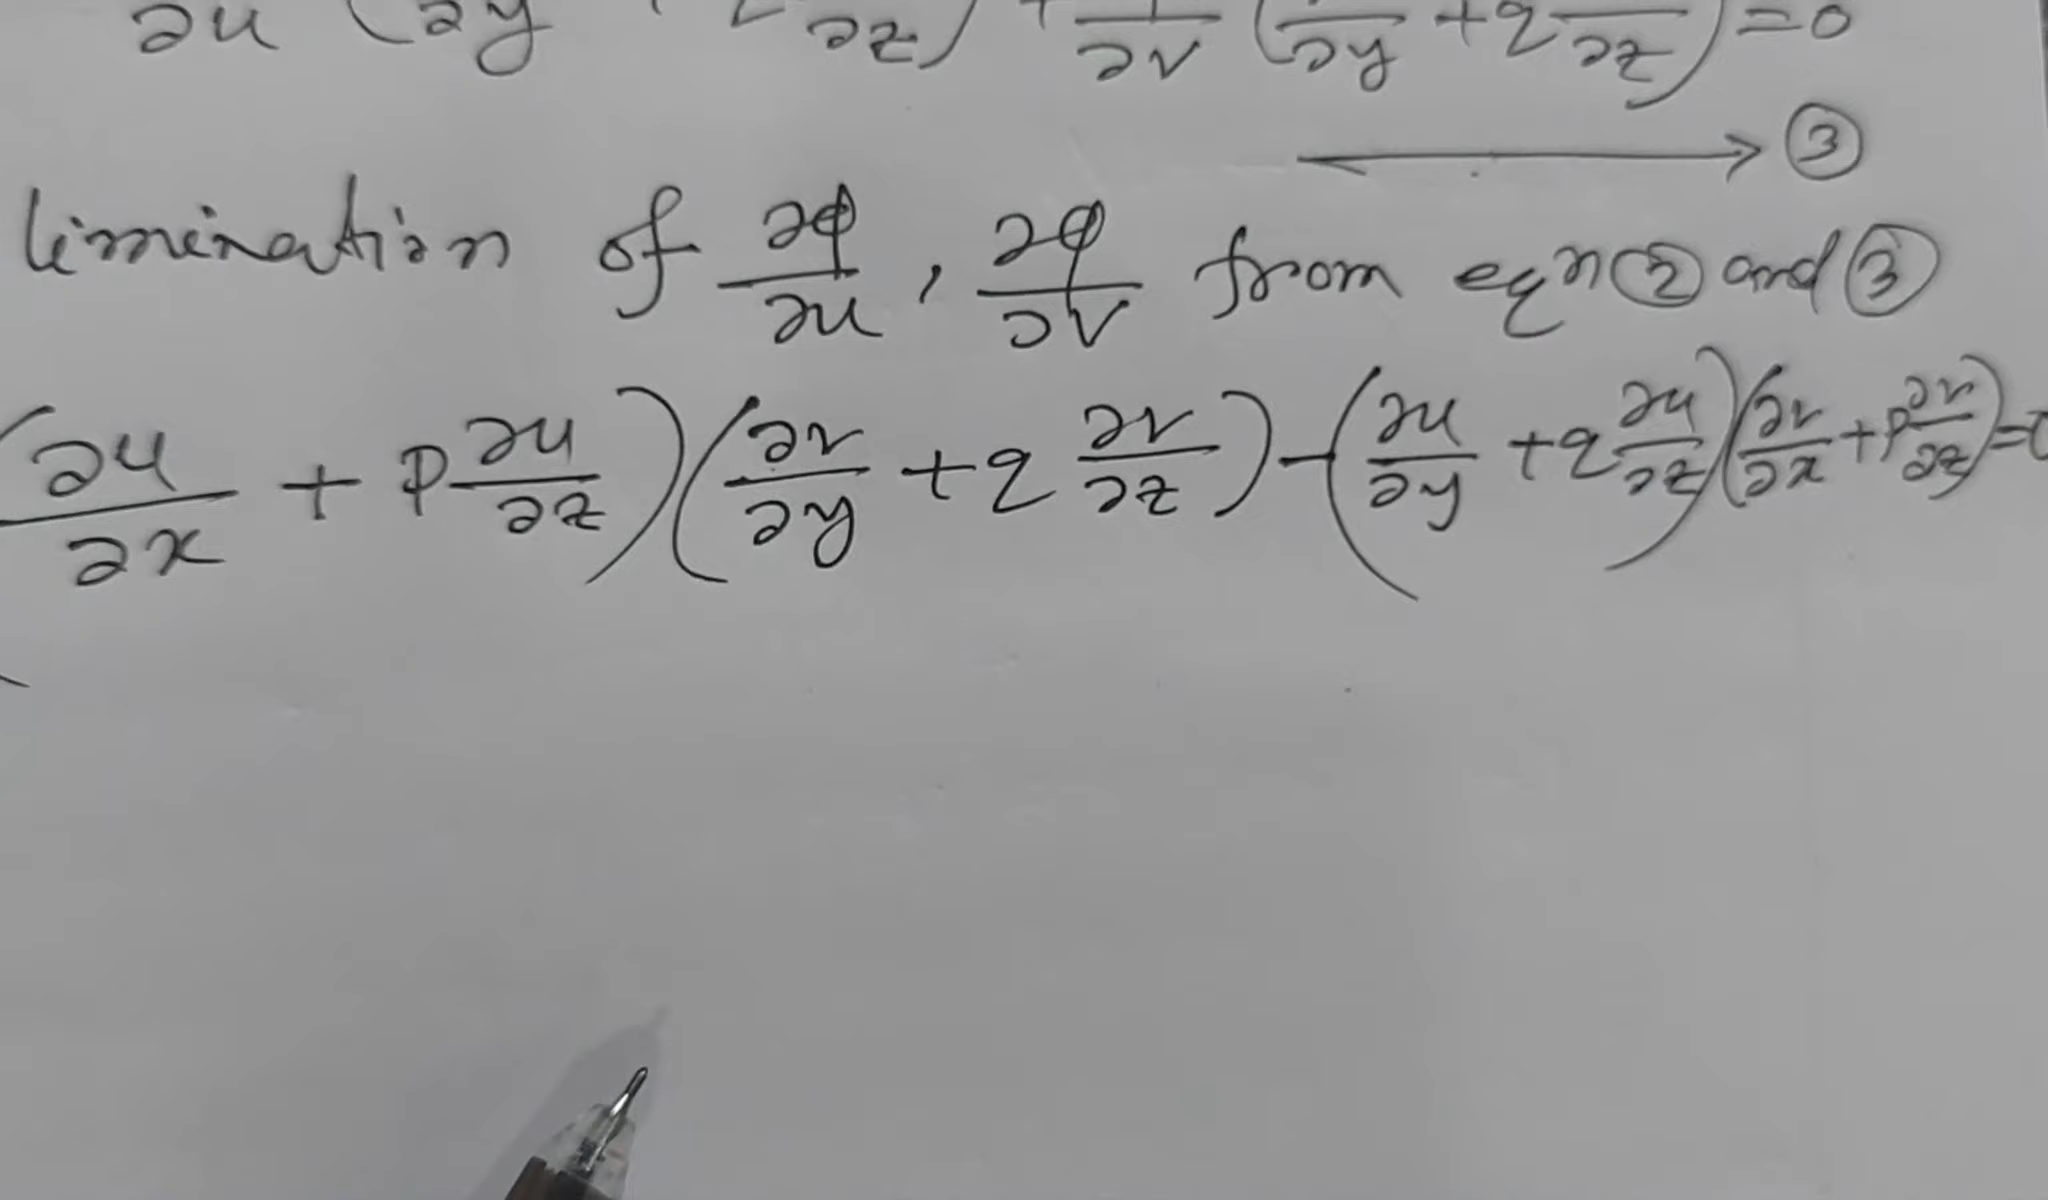 ∂u (∂y ∂z) + ∂v (∂y + q ∂z) = 0
→ ③
limination of ∂φ/∂u , ∂φ/∂v from eqn ② and ③
(∂u/∂x + p ∂u/∂z)(∂v/∂y + q ∂v/∂z) - (∂u/∂y + q ∂u/∂z)(∂v/∂x + p ∂v/∂z) = 0